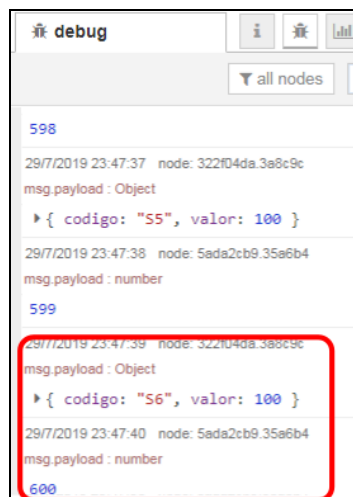 debug
i
all nodes
598
29/7/2019 23:47:37 node: 322f04da.3a8c9c
msg.payload : Object
{ codigo: "S5", valor: 100 }
29/7/2019 23:47:38 node: 5ada2cb9.35a6b4
msg.payload : number
599
29/7/2019 23:47:39 node: 322f04da.3a8c9c
msg.payload : Object
{ codigo: "S6", valor: 100 }
29/7/2019 23:47:40 node: 5ada2cb9.35a6b4
msg.payload : number
600